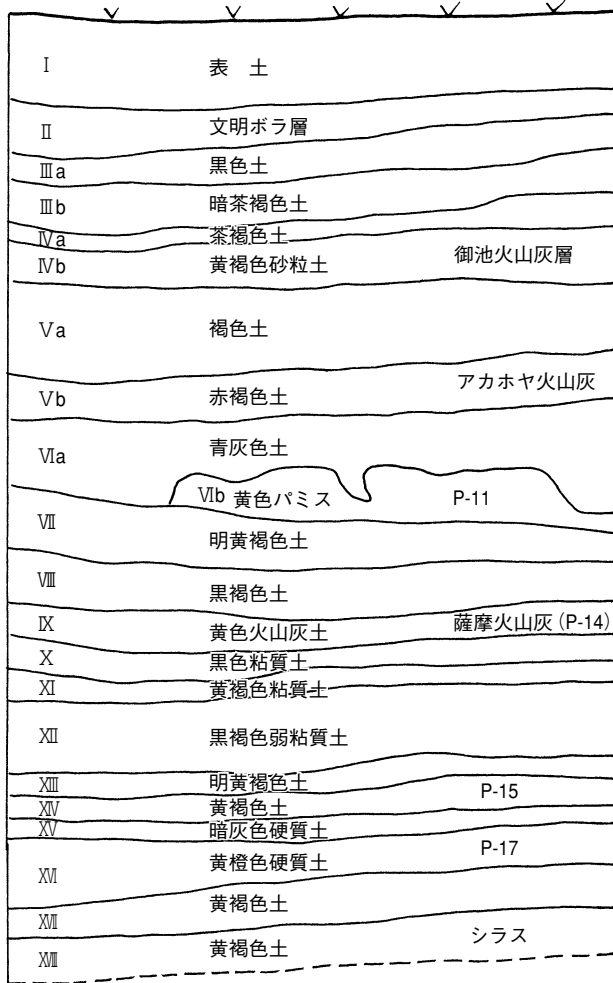 Ⅰ 表　土
Ⅱ 文明ボラ層
Ⅲa 黒色土
Ⅲb 暗茶褐色土
Ⅳa 茶褐色土
Ⅳb 黄褐色砂粒土 御池火山灰層
Ⅴa 褐色土
Ⅴb 赤褐色土 アカホヤ火山灰
Ⅵa 青灰色土
Ⅵb 黄色パミス P-11
Ⅶ 明黄褐色土
Ⅷ 黒褐色土
Ⅸ 黄色火山灰土 薩摩火山灰(P-14)
Ⅹ 黒色粘質土
Ⅺ 黄褐色粘質土
Ⅻ 黒褐色弱粘質土
XIII 明黄褐色土 P-15
XIV 黄褐色土
XV 暗灰色硬質土
XVI 黄橙色硬質土 P-17
XVII 黄褐色土
XVIII 黄褐色土 シラス